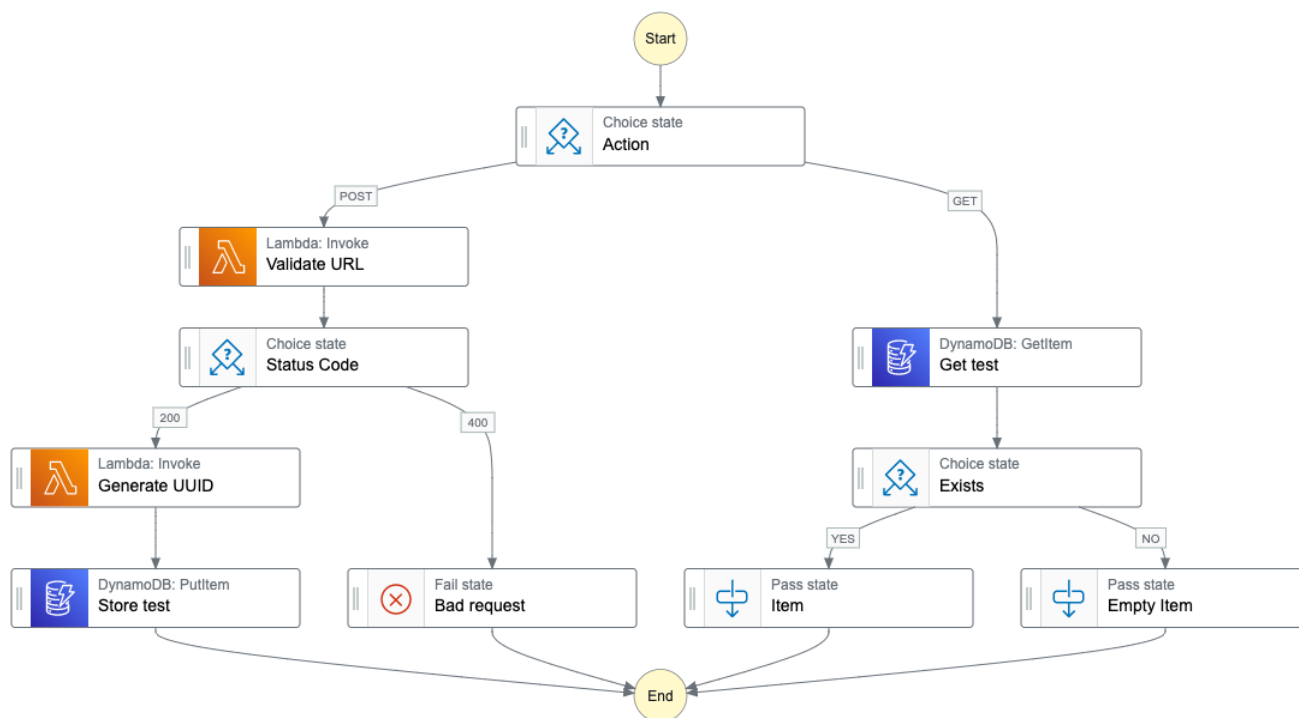 Start
Choice state
Action
POST
GET
Lambda: Invoke
Validate URL
Choice state
Status Code
DynamoDB: GetItem
Get test
200
400
Lambda: Invoke
Generate UUID
Choice state
Exists
YES
NO
DynamoDB: PutItem
Store test
Fail state
Bad request
Pass state
Item
Pass state
Empty Item
End